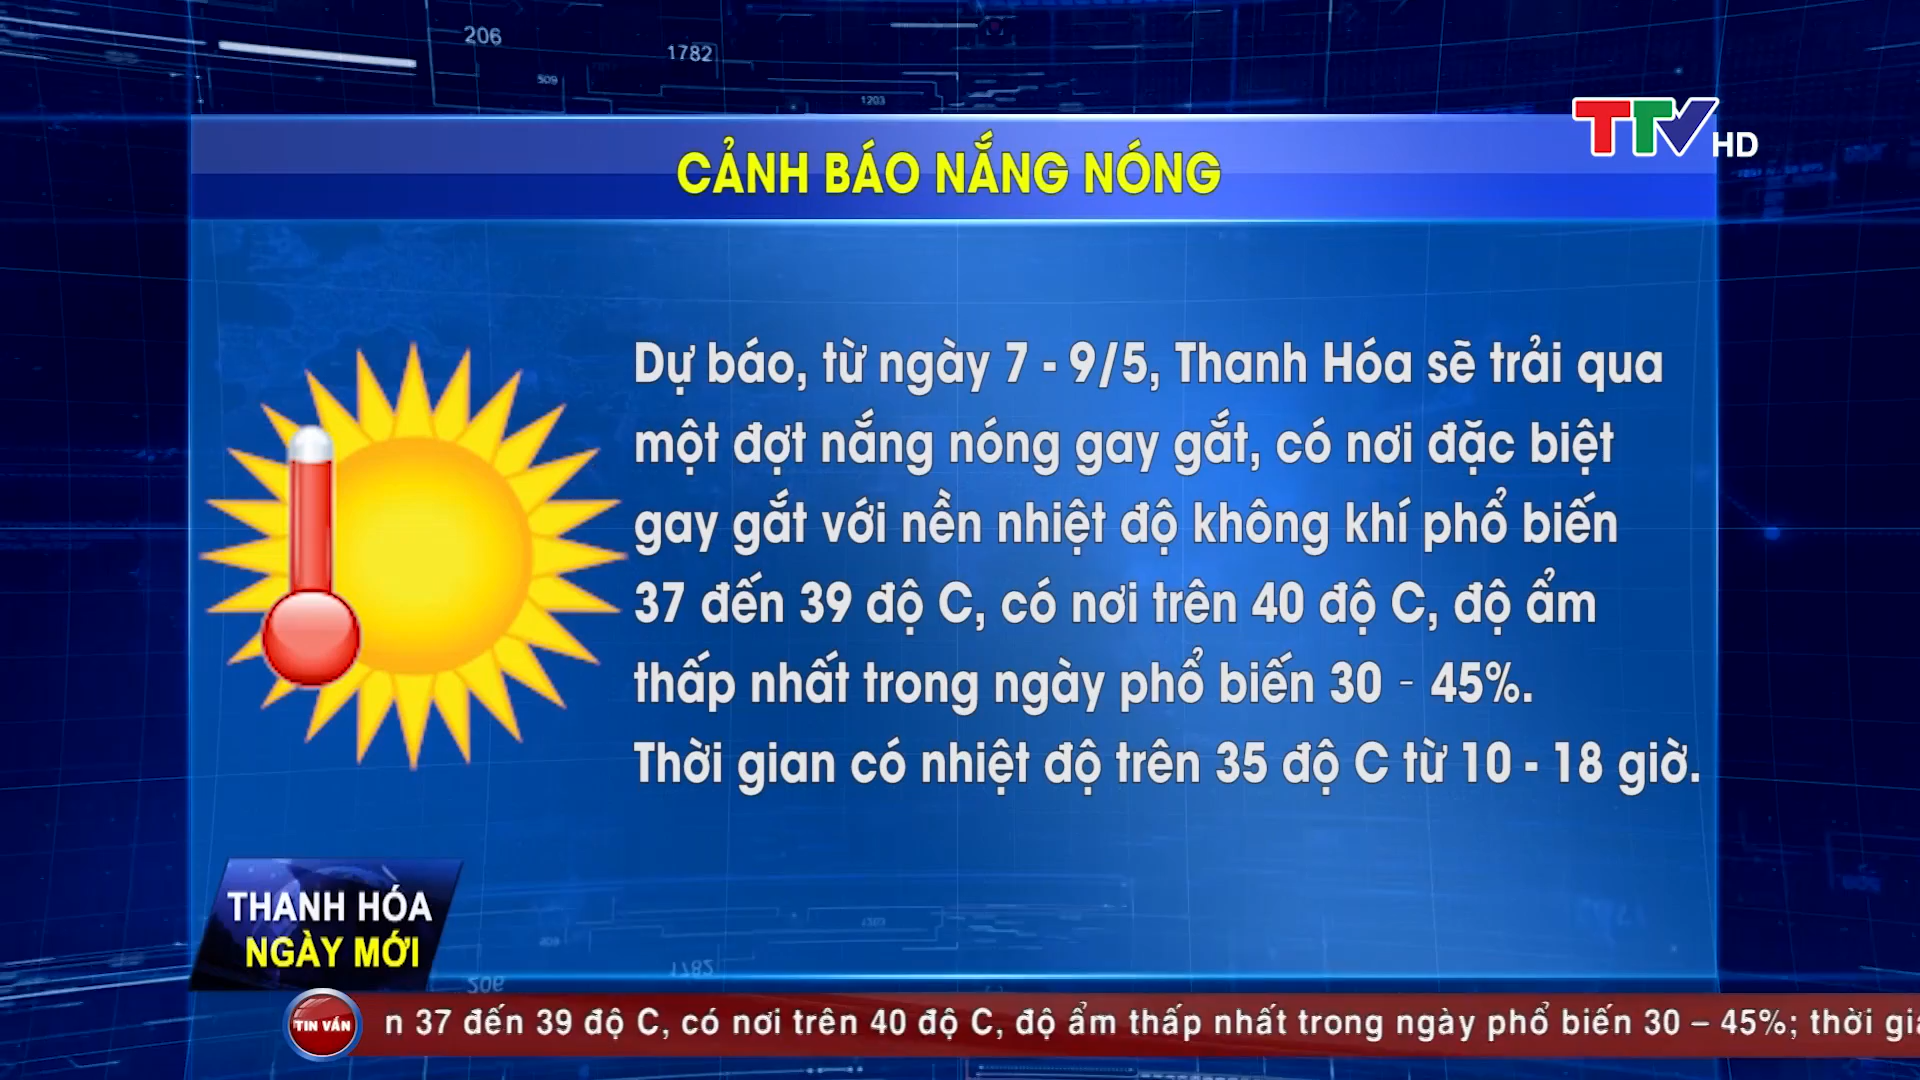 206
1782
509
1203
TTV HD
CẢNH BÁO NẮNG NÓNG
Dự báo, từ ngày 7 - 9/5, Thanh Hóa sẽ trải qua
một đợt nắng nóng gay gắt, có nơi đặc biệt
gay gắt với nền nhiệt độ không khí phổ biến
37 đến 39 độ C, có nơi trên 40 độ C, độ ẩm
thấp nhất trong ngày phổ biến 30 - 45%.
Thời gian có nhiệt độ trên 35 độ C từ 10 - 18 giờ.
THANH HÓA
NGÀY MỚI
TIN VẮN
n 37 đến 39 độ C, có nơi trên 40 độ C, độ ẩm thấp nhất trong ngày phổ biến 30 – 45%; thời gia